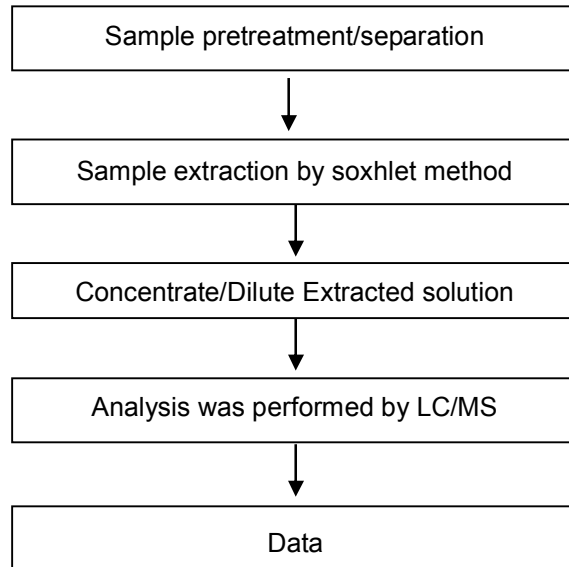 Sample pretreatment/separation
Sample extraction by soxhlet method
Concentrate/Dilute Extracted solution
Analysis was performed by LC/MS
Data